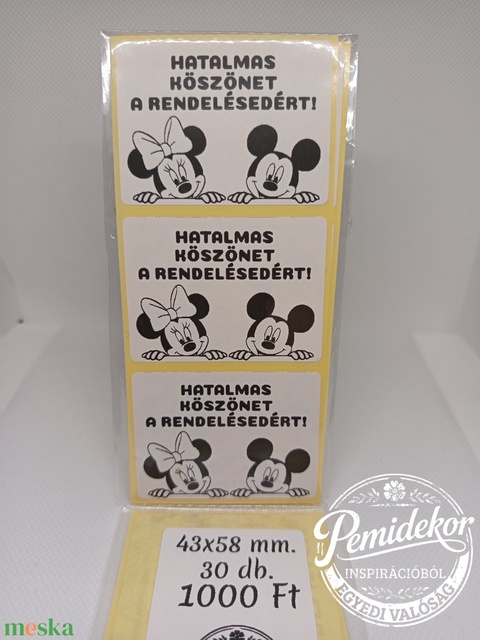 HATALMAS
KÖSZÖNET
A RENDELÉSEDÉRT!
HATALMAS
KÖSZÖNET
A RENDELÉSEDÉRT!
HATALMAS
KÖSZÖNET
A RENDELÉSEDÉRT!
43x58 mm.
30 db.
1000 Ft
Pemidekor
INSPIRÁCIÓBÓL
EGYEDI VALÓSÁG
meska